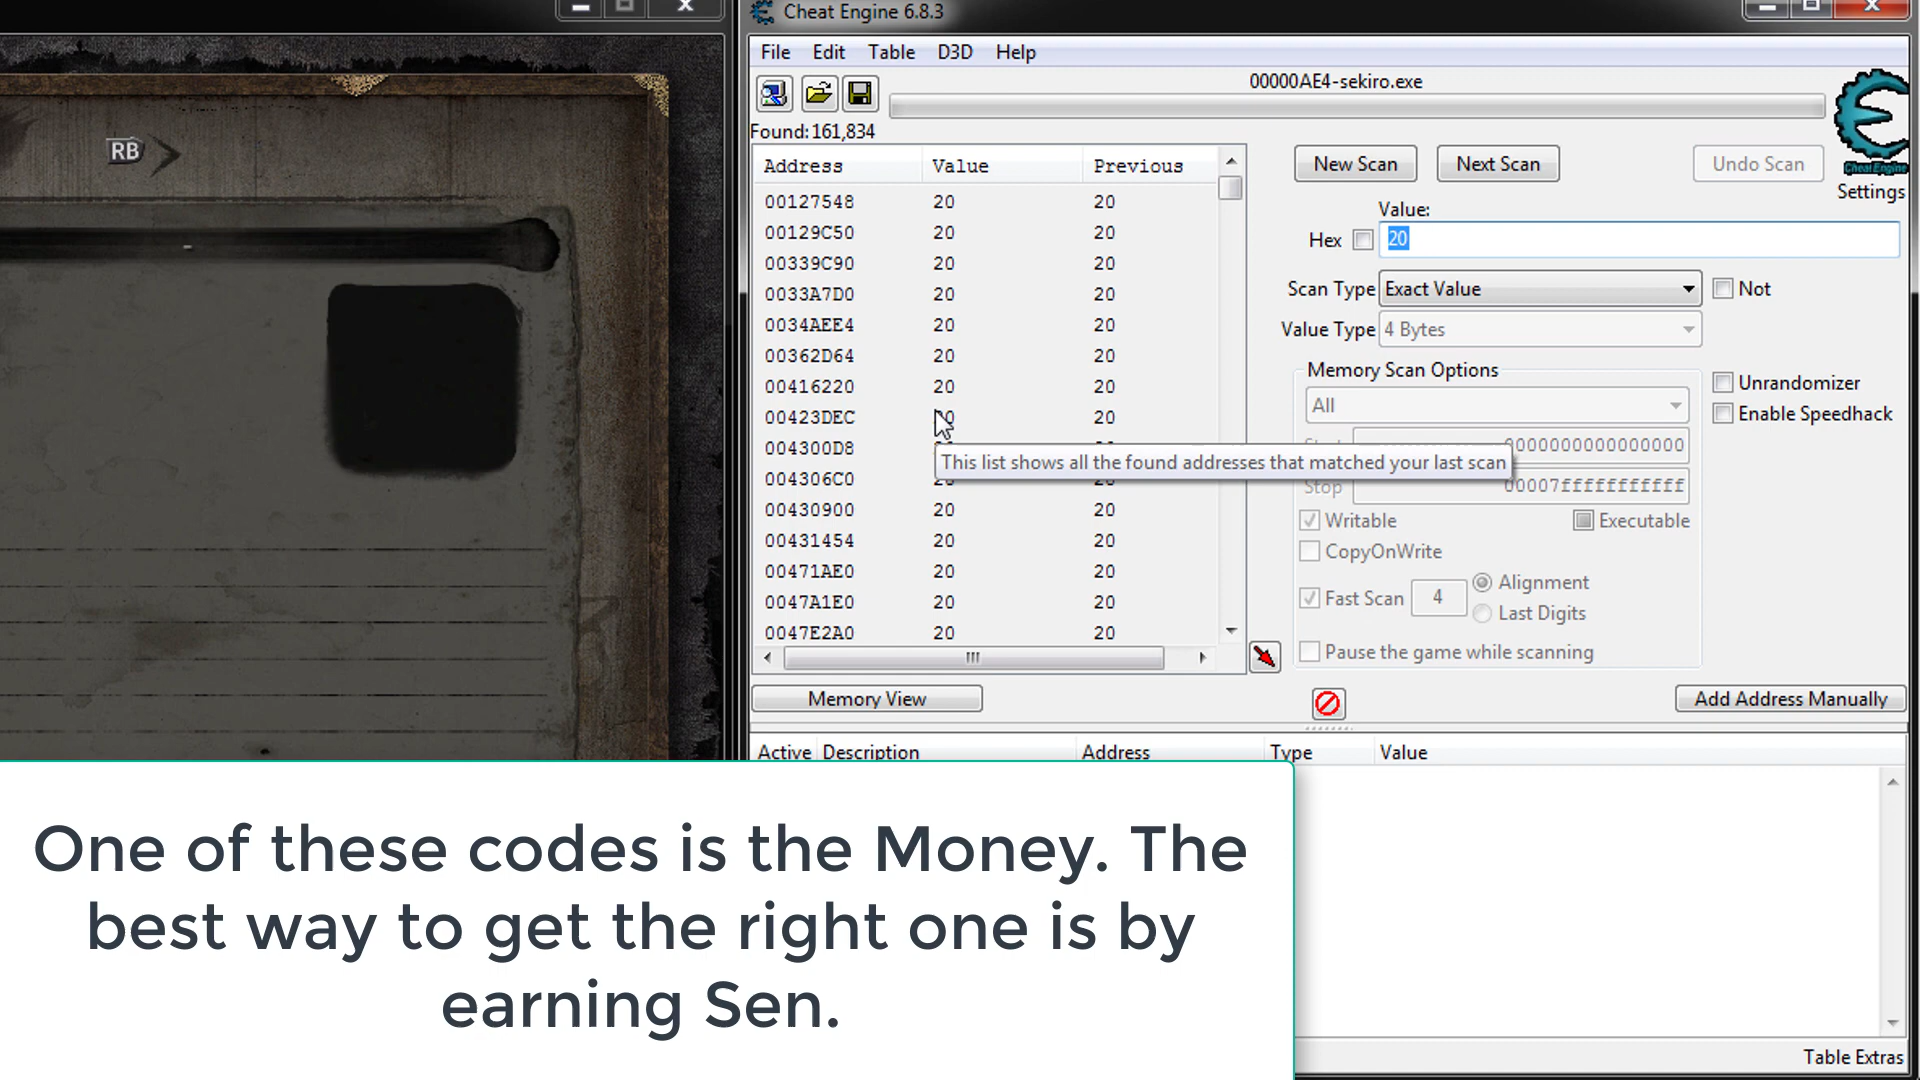 Cheat Engine 6.8.3
File Edit Table D3D Help
00000AE4-sekiro.exe
Found: 161,834
RB
Address Value Previous
00127548 20 20
00129C50 20 20
00339C90 20 20
0033A7D0 20 20
0034AEE4 20 20
00362D64 20 20
00416220 20 20
00423DEC 20
004300D8
004306C0
00430900 20 20
00431454 20 20
00471AE0 20 20
0047A1E0 20 20
0047E2A0 20 20
This list shows all the found addresses that matched your last scan
New Scan Next Scan Undo Scan
Cheat Engine
Settings
Value:
Hex 20
Scan Type Exact Value Not
Value Type 4 Bytes
Memory Scan Options
All
Unrandomizer
Enable Speedhack
0000000000000000
Stop 00007fffffffffff
Writable Executable
CopyOnWrite
Fast Scan 4 Alignment
Last Digits
Pause the game while scanning
Memory View Add Address Manually
Active Description Address Type Value
One of these codes is the Money. The
best way to get the right one is by
earning Sen.
Table Extras